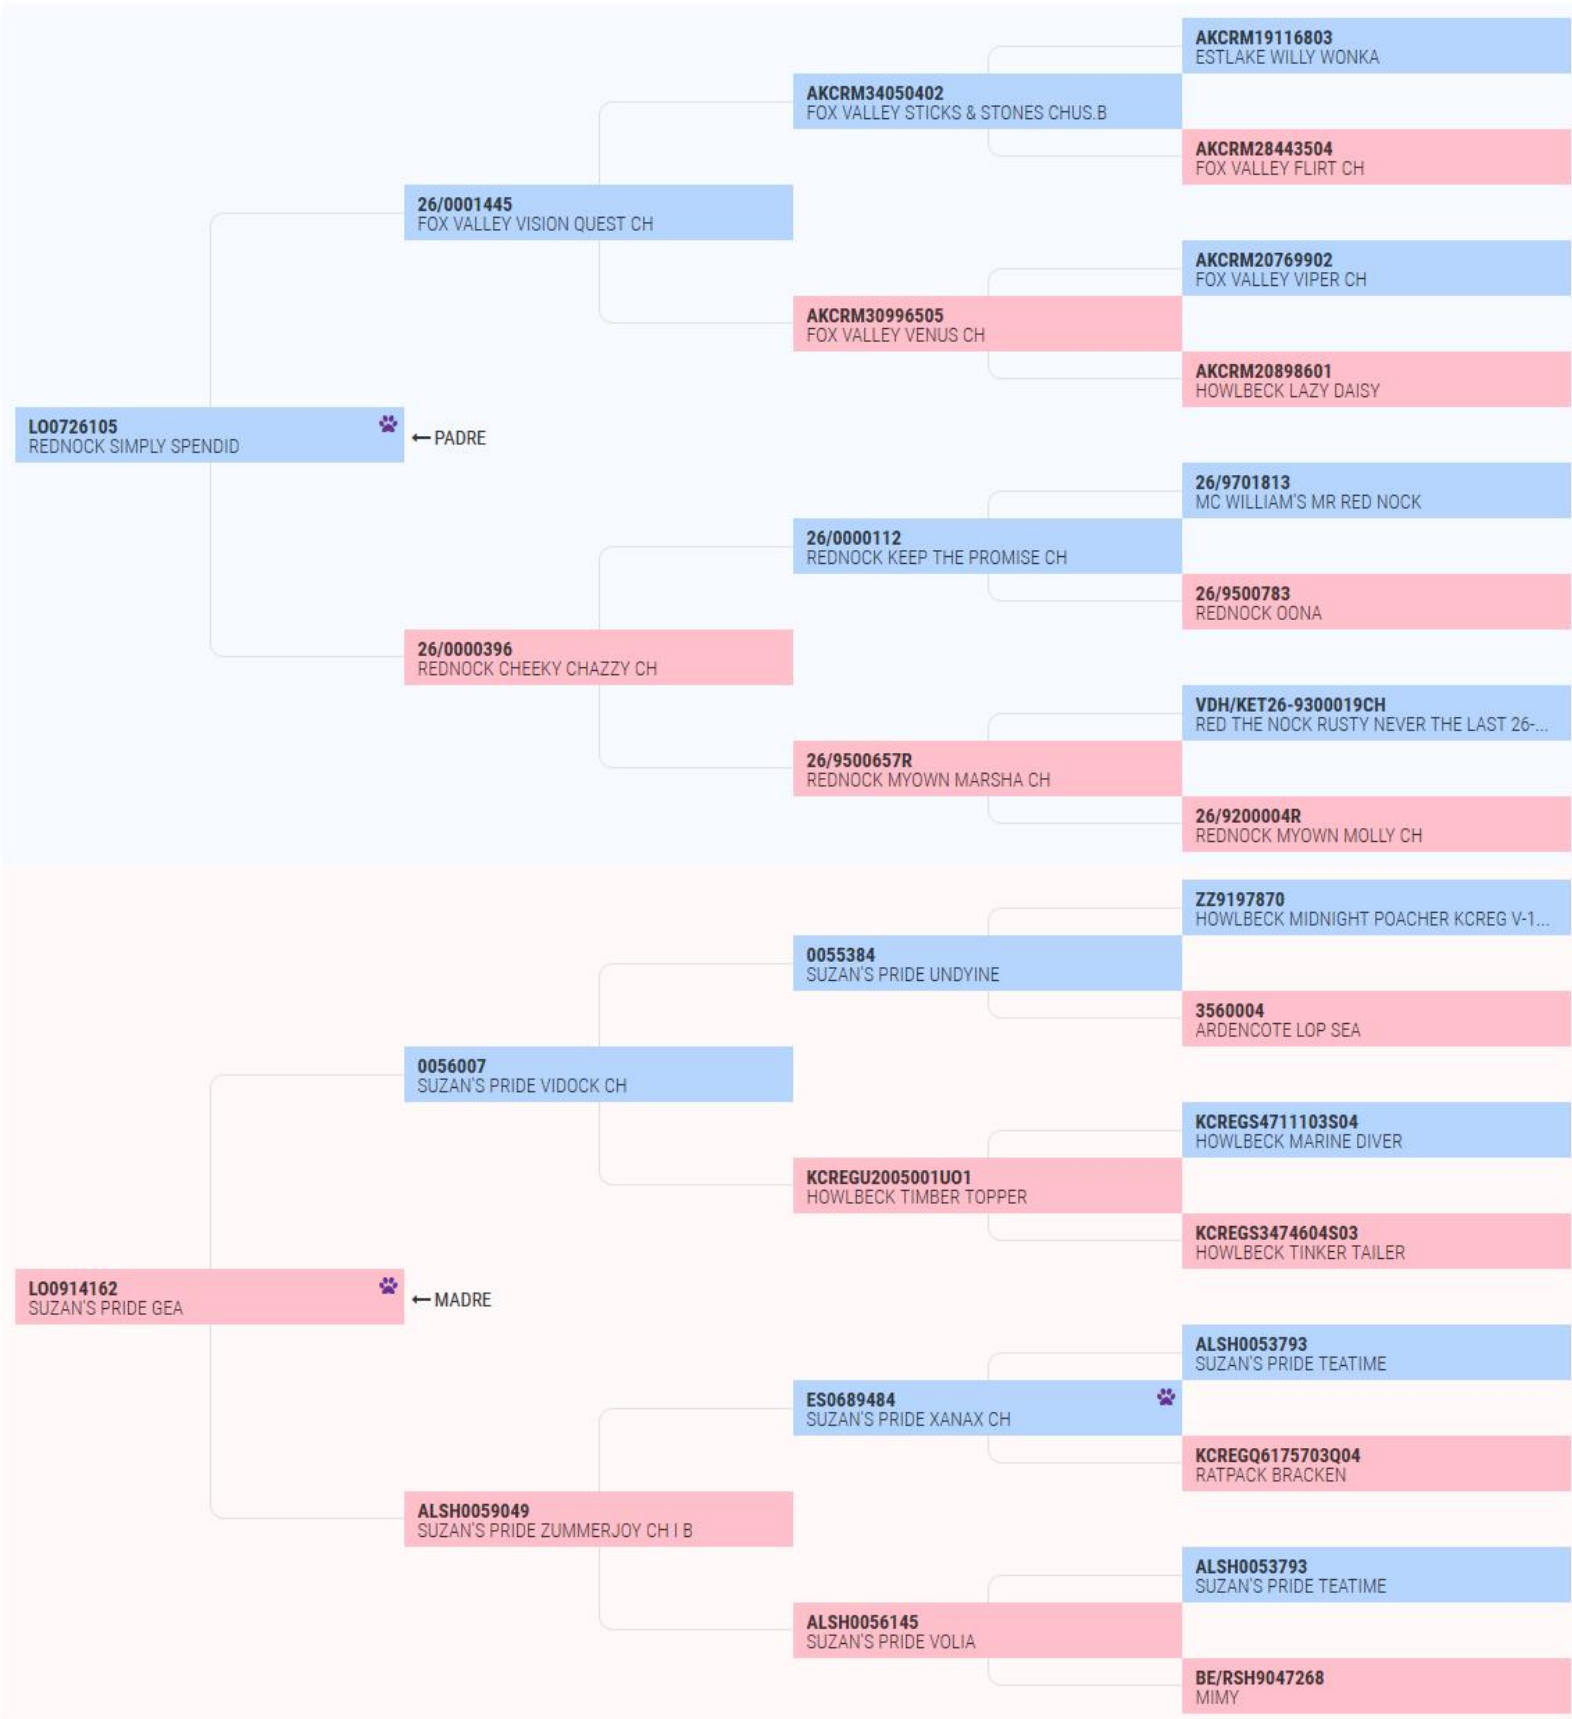 AKCRM19116803
ESTLAKE WILLY WONKA
AKCRM34050402
FOX VALLEY STICKS & STONES CHUS.B
AKCRM28443504
FOX VALLEY FLIRT CH
26/0001445
FOX VALLEY VISION QUEST CH
AKCRM20769902
FOX VALLEY VIPER CH
AKCRM30996505
FOX VALLEY VENUS CH
AKCRM20898601
HOWLBECK LAZY DAISY
LO0726105
REDNOCK SIMPLY SPENDID
← PADRE
26/9701813
MC WILLIAM'S MR RED NOCK
26/0000112
REDNOCK KEEP THE PROMISE CH
26/9500783
REDNOCK OONA
26/0000396
REDNOCK CHEEKY CHAZZY CH
VDH/KET26-9300019CH
RED THE NOCK RUSTY NEVER THE LAST 26-...
26/9500657R
REDNOCK MYOWN MARSHA CH
26/9200004R
REDNOCK MYOWN MOLLY CH
ZZ9197870
HOWLBECK MIDNIGHT POACHER KCREG V-1...
0055384
SUZAN'S PRIDE UNDYINE
3560004
ARDENCOTE LOP SEA
0056007
SUZAN'S PRIDE VIDOCK CH
KCREGS4711103S04
HOWLBECK MARINE DIVER
KCREGU2005001UO1
HOWLBECK TIMBER TOPPER
KCREGS3474604S03
HOWLBECK TINKER TAILER
LO0914162
SUZAN'S PRIDE GEA
← MADRE
ALSH0053793
SUZAN'S PRIDE TEATIME
ES0689484
SUZAN'S PRIDE XANAX CH
KCREGQ6175703Q04
RATPACK BRACKEN
ALSH0059049
SUZAN'S PRIDE ZUMMERJOY CH I B
ALSH0053793
SUZAN'S PRIDE TEATIME
ALSH0056145
SUZAN'S PRIDE VOLIA
BE/RSH9047268
MIMY